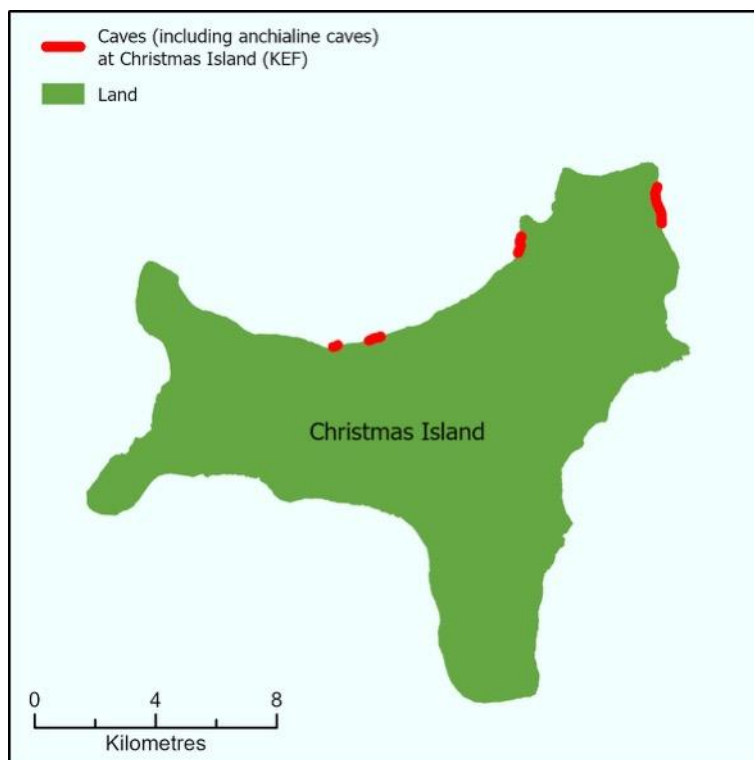 Caves (including anchialine caves)
at Christmas Island (KEF)
Land
Christmas Island
0 4 8
Kilometres